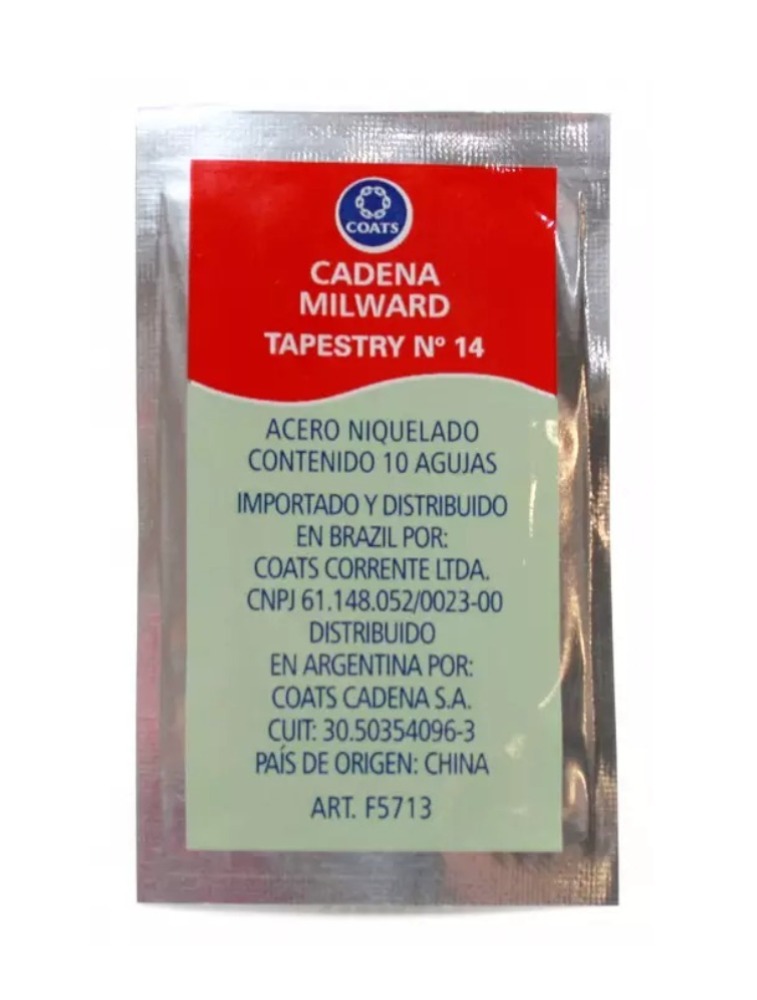 COATS
CADENA
MILWARD
TAPESTRY Nº 14
ACERO NIQUELADO
CONTENIDO 10 AGUJAS
IMPORTADO Y DISTRIBUIDO
EN BRAZIL POR:
COATS CORRENTE LTDA.
CNPJ 61.148.052/0023-00
DISTRIBUIDO
EN ARGENTINA POR:
COATS CADENA S.A.
CUIT: 30.50354096-3
PAÍS DE ORIGEN: CHINA
ART. F5713